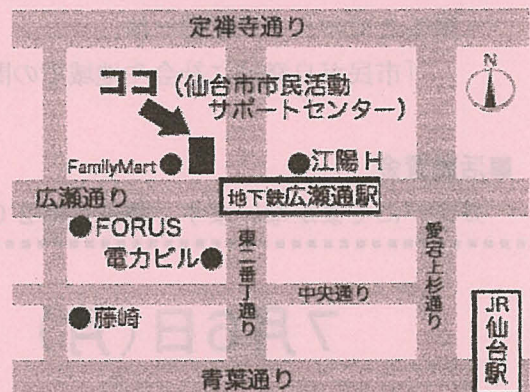 定禅寺通り
ココ（仙台市市民活動
サポートセンター）
N
FamilyMart
江陽H
広瀬通り
地下鉄広瀬通駅
FORUS
電力ビル
東二番丁通り
愛宕上杉通り
中央通り
藤崎
JR
仙台駅
青葉通り